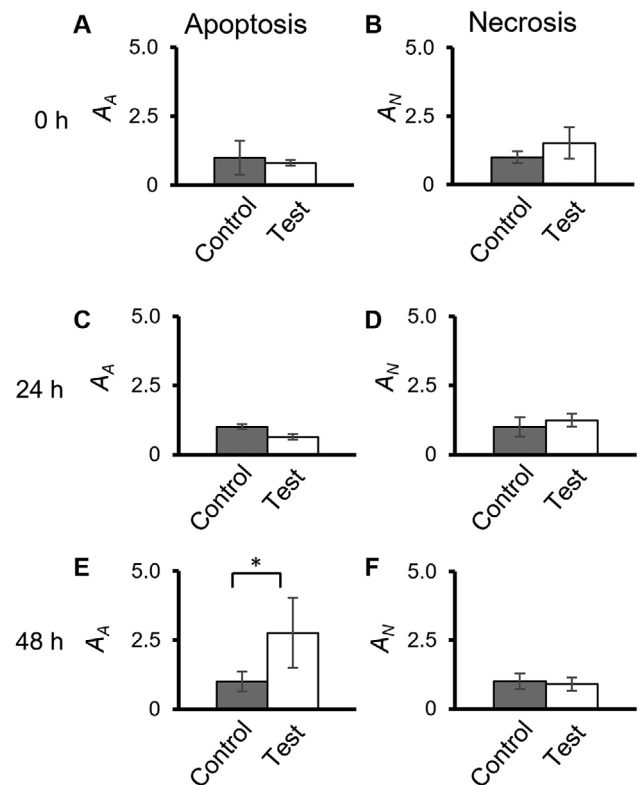 A Apoptosis B Necrosis
0 h
A_A
5.0
2.5
0
Control Test
A_N
5.0
2.5
0
Control Test
24 h
C
A_A
5.0
2.5
0
Control Test
D
A_N
5.0
2.5
0
Control Test
48 h
E
A_A
5.0
2.5
0
*
Control Test
F
A_N
5.0
2.5
0
Control Test